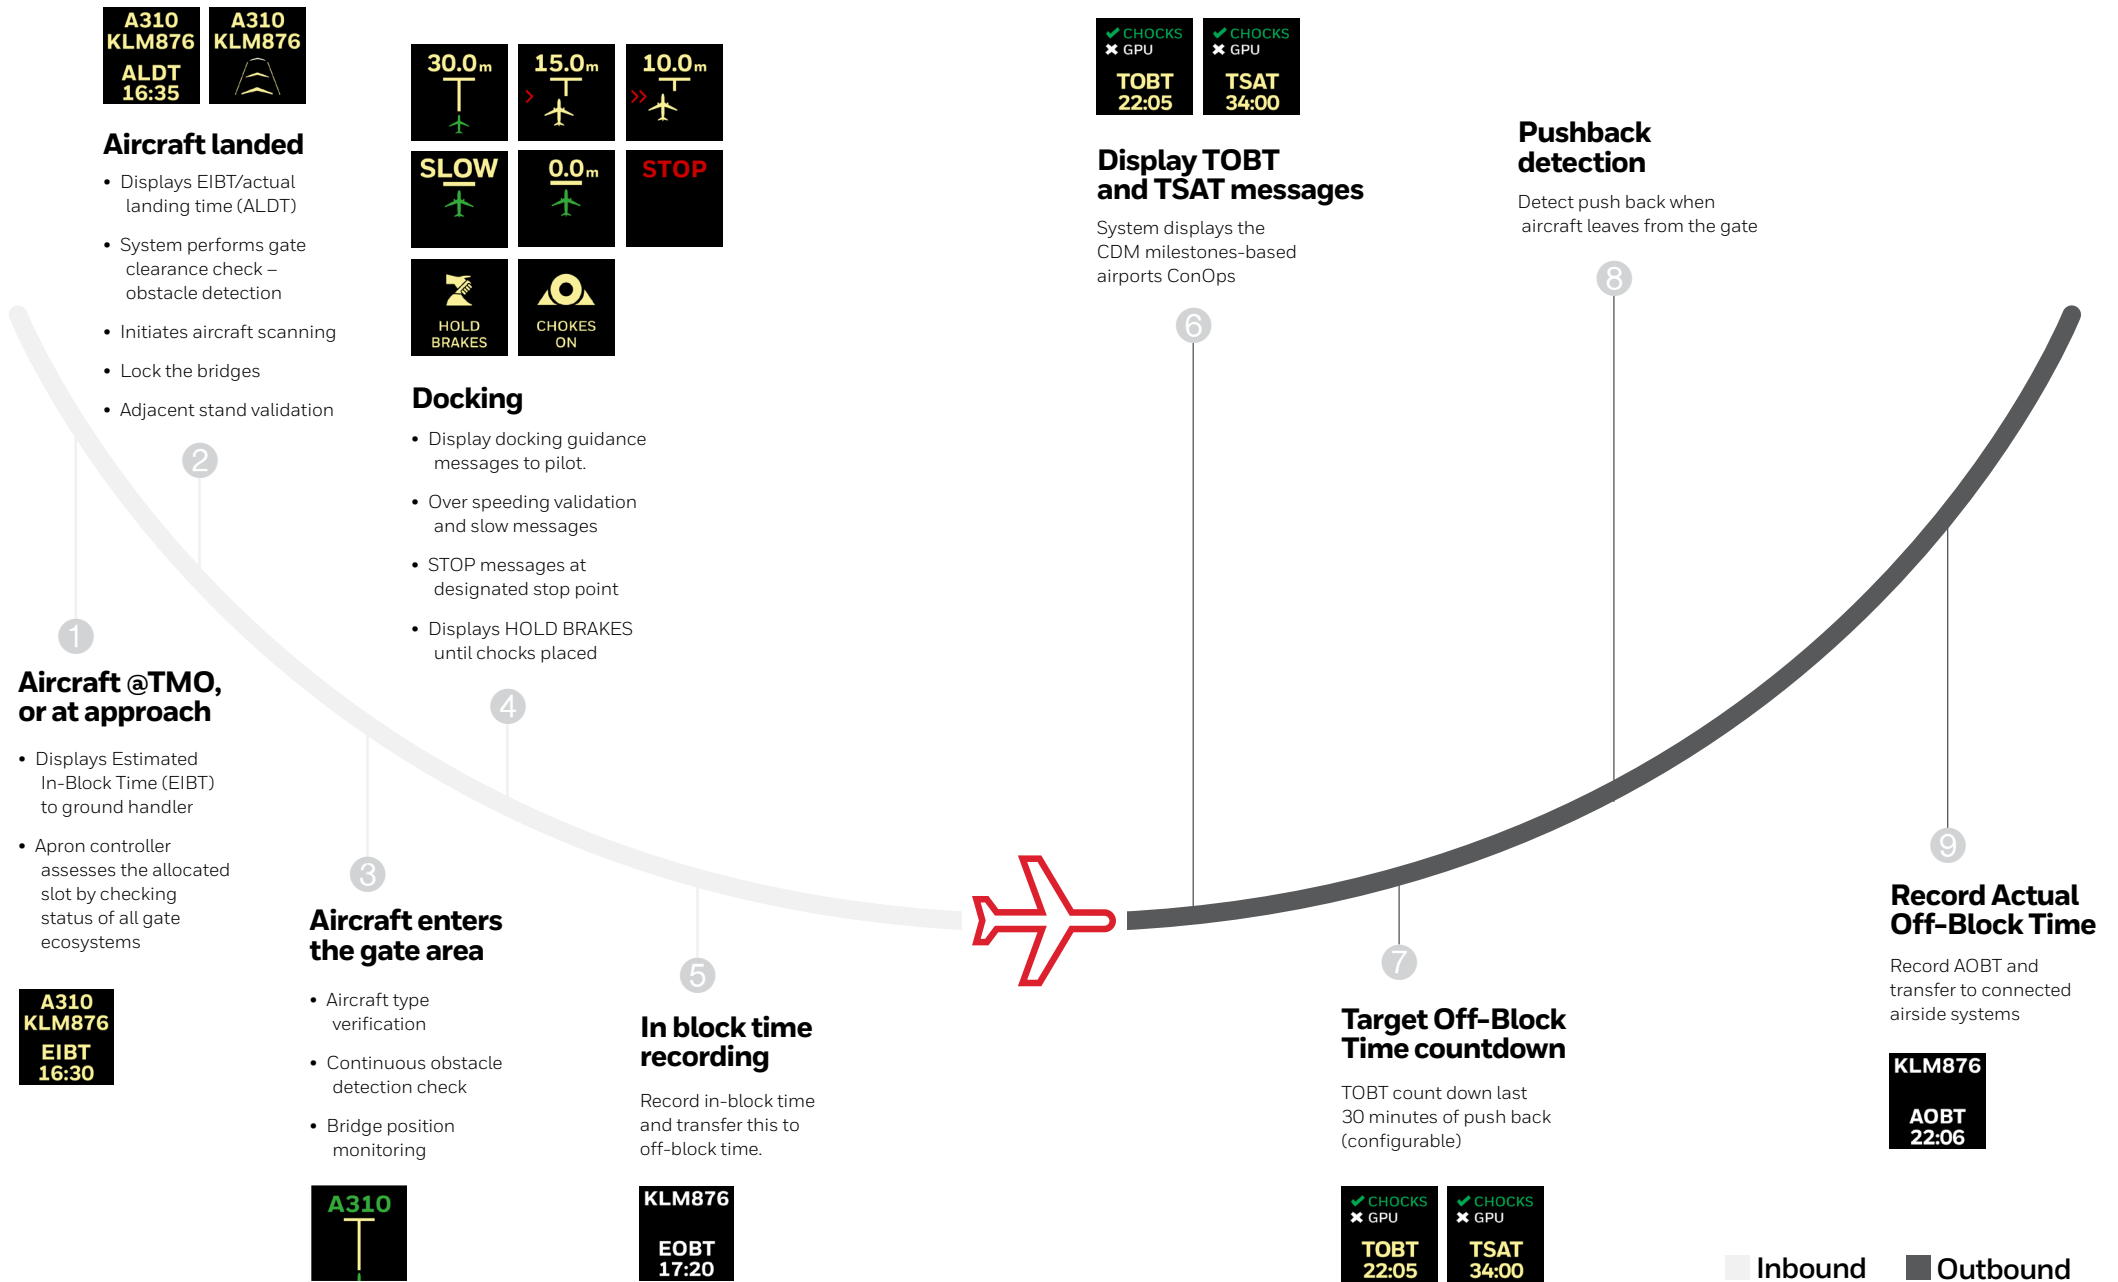 A310
KLM876
ALDT
16:35
A310
KLM876
Aircraft landed
• Displays EIBT/actual
landing time (ALDT)
• System performs gate
clearance check –
obstacle detection
• Initiates aircraft scanning
• Lock the bridges
• Adjacent stand validation
2
30.0m
15.0m
10.0m
SLOW
0.0m
STOP
HOLD
BRAKES
CHOKES
ON
Docking
• Display docking guidance
messages to pilot.
• Over speeding validation
and slow messages
• STOP messages at
designated stop point
• Displays HOLD BRAKES
until chocks placed
4
1
Aircraft @TMO,
or at approach
• Displays Estimated
In-Block Time (EIBT)
to ground handler
• Apron controller
assesses the allocated
slot by checking
status of all gate
ecosystems
A310
KLM876
EIBT
16:30
3
Aircraft enters
the gate area
• Aircraft type
verification
• Continuous obstacle
detection check
• Bridge position
monitoring
A310
5
In block time
recording
Record in-block time
and transfer this to
off-block time.
KLM876
EOBT
17:20
CHOCKS
GPU
TOBT
22:05
CHOCKS
GPU
TSAT
34:00
Display TOBT
and TSAT messages
System displays the
CDM milestones-based
airports ConOps
6
Pushback
detection
Detect push back when
aircraft leaves from the gate
8
7
Target Off-Block
Time countdown
TOBT count down last
30 minutes of push back
(configurable)
CHOCKS
GPU
TOBT
22:05
CHOCKS
GPU
TSAT
34:00
9
Record Actual
Off-Block Time
Record AOBT and
transfer to connected
airside systems
KLM876
AOBT
22:06
Inbound
Outbound